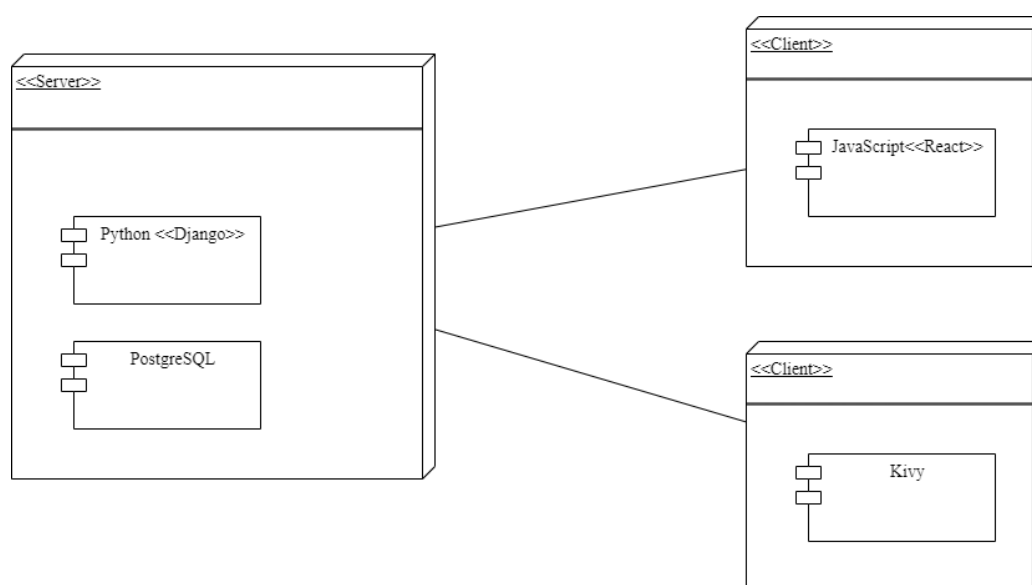 <<Server>>
Python <<Django>>
PostgreSQL
<<Client>>
JavaScript<<React>>
<<Client>>
Kivy